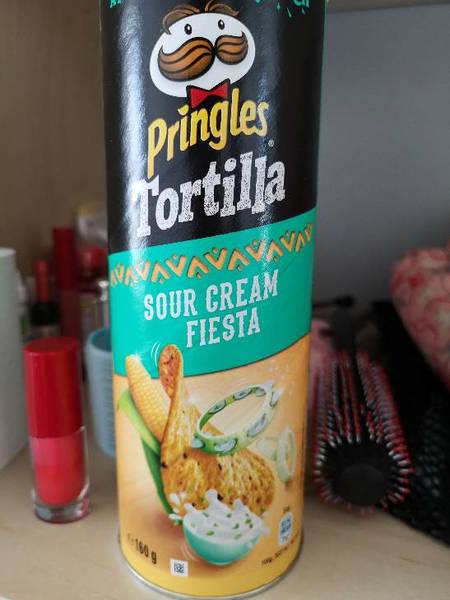 Pringles
Tortilla
SOUR CREAM
FIESTA
160 g